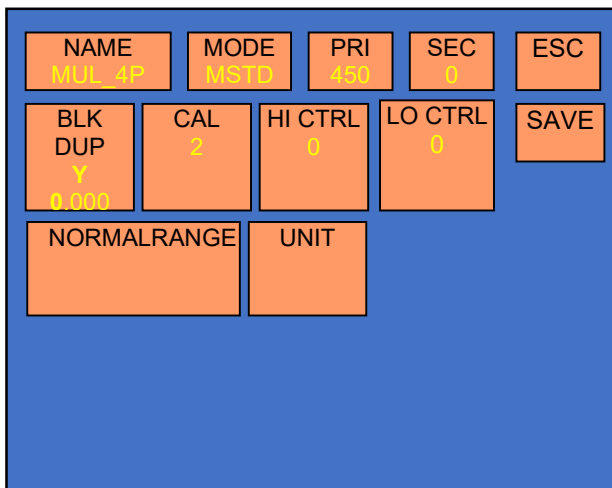 NAME
MUL_4P
MODE
MSTD
PRI
450
SEC
0
ESC
BLK
DUP
Y
0.000
CAL
2
HI CTRL
0
LO CTRL
0
SAVE
NORMALRANGE
UNIT